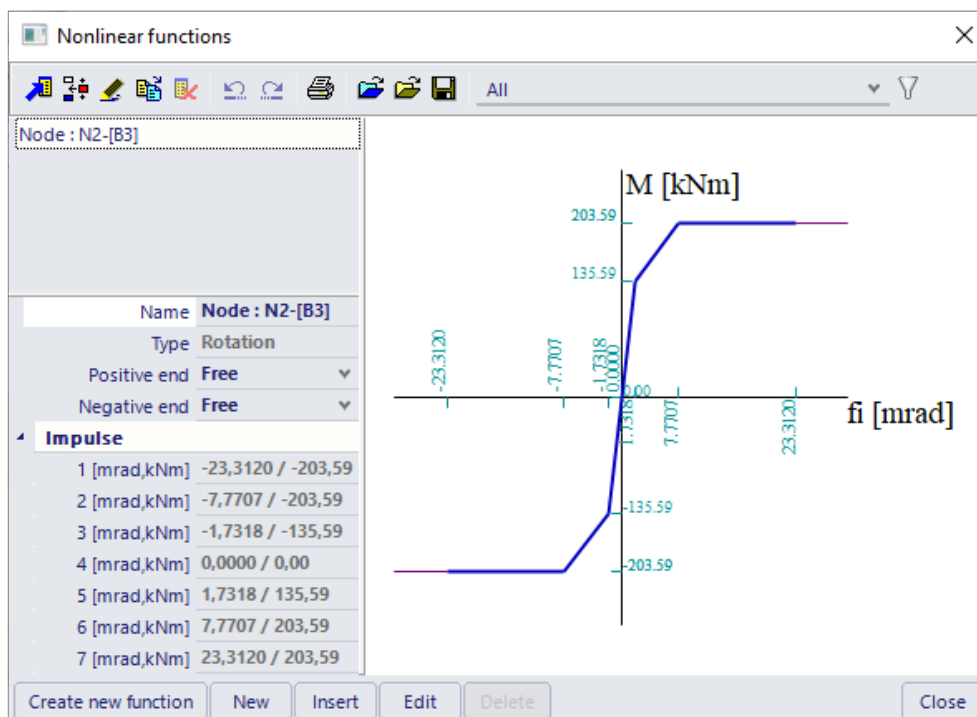 Nonlinear functions
All
Node : N2-[B3]
Name Node : N2-[B3]
Type Rotation
Positive end Free
Negative end Free
Impulse
1 [mrad,kNm] -23,3120 / -203,59
2 [mrad,kNm] -7,7707 / -203,59
3 [mrad,kNm] -1,7318 / -135,59
4 [mrad,kNm] 0,0000 / 0,00
5 [mrad,kNm] 1,7318 / 135,59
6 [mrad,kNm] 7,7707 / 203,59
7 [mrad,kNm] 23,3120 / 203,59
M [kNm]
203.59
135.59
-23.3120
-7.7707
-1.7318
0.0000
0.00
1.7318
7.7707
23.3120
fi [mrad]
-135.59
-203.59
Create new function New Insert Edit Delete Close